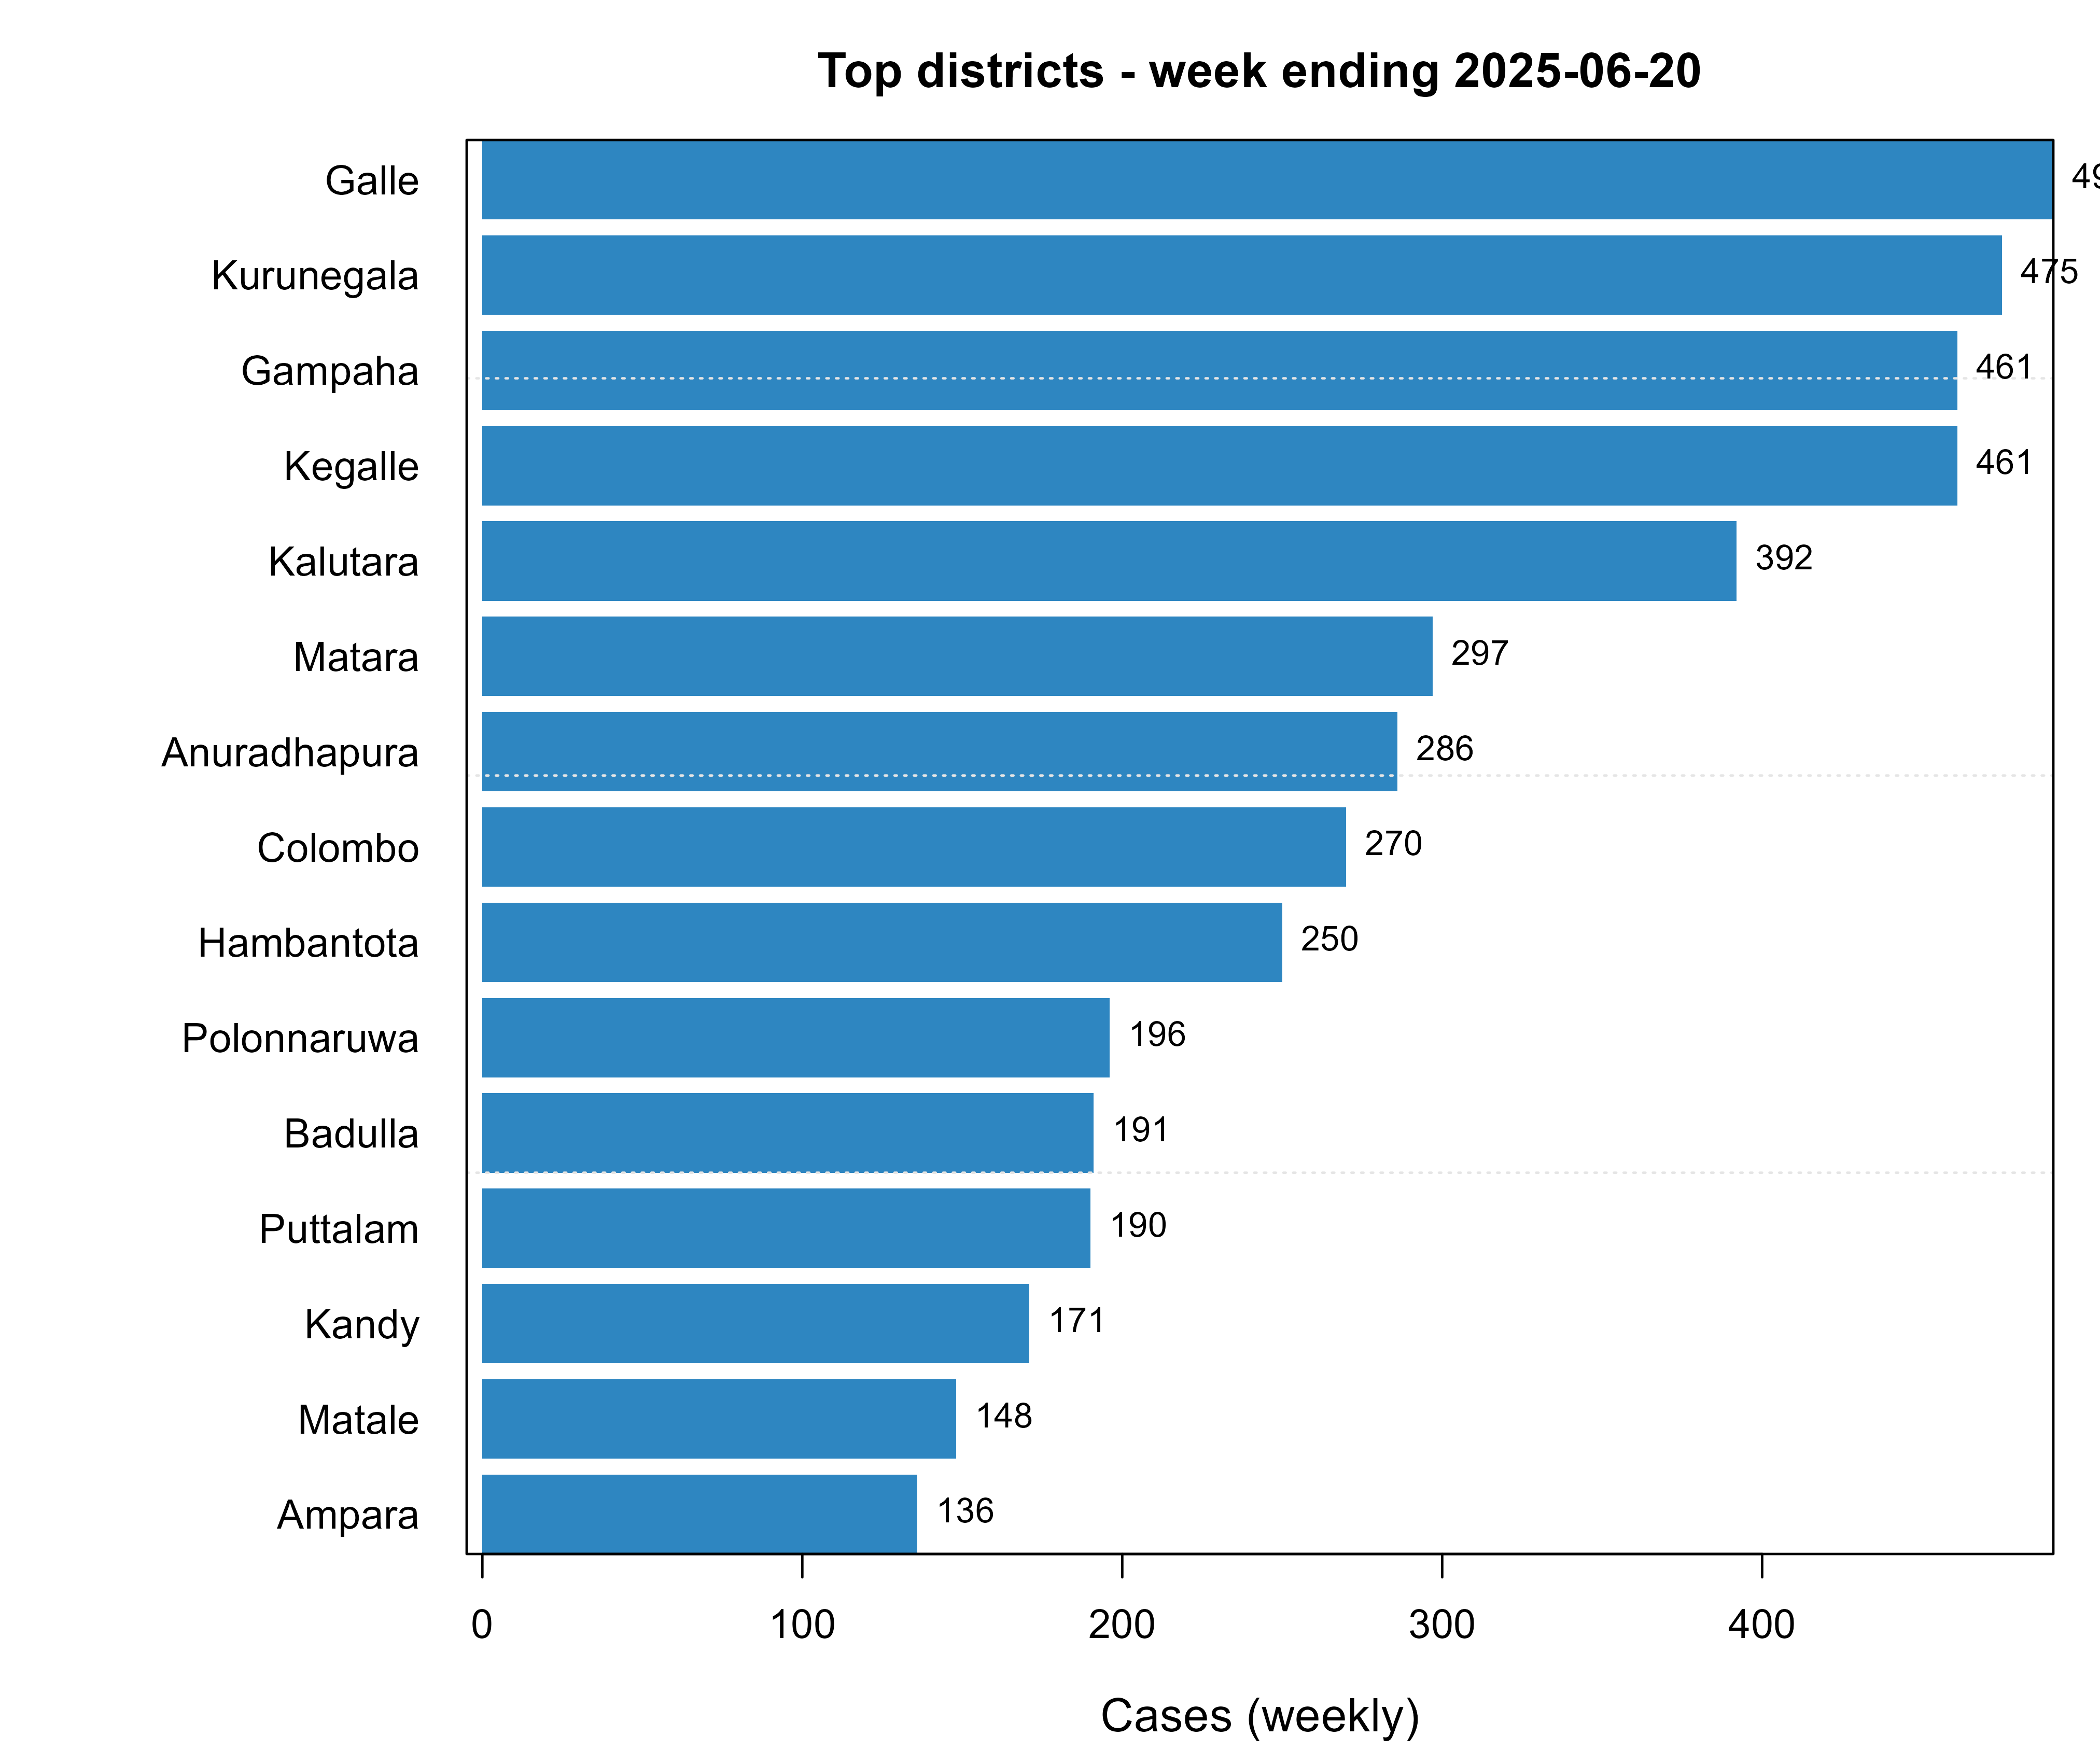 Top districts - week ending 2025-06-20
Galle
Kurunegala 475
Gampaha 461
Kegalle 461
Kalutara 392
Matara 297
Anuradhapura 286
Colombo 270
Hambantota 250
Polonnaruwa 196
Badulla 191
Puttalam 190
Kandy 171
Matale 148
Ampara 136
0 100 200 300 400
Cases (weekly)